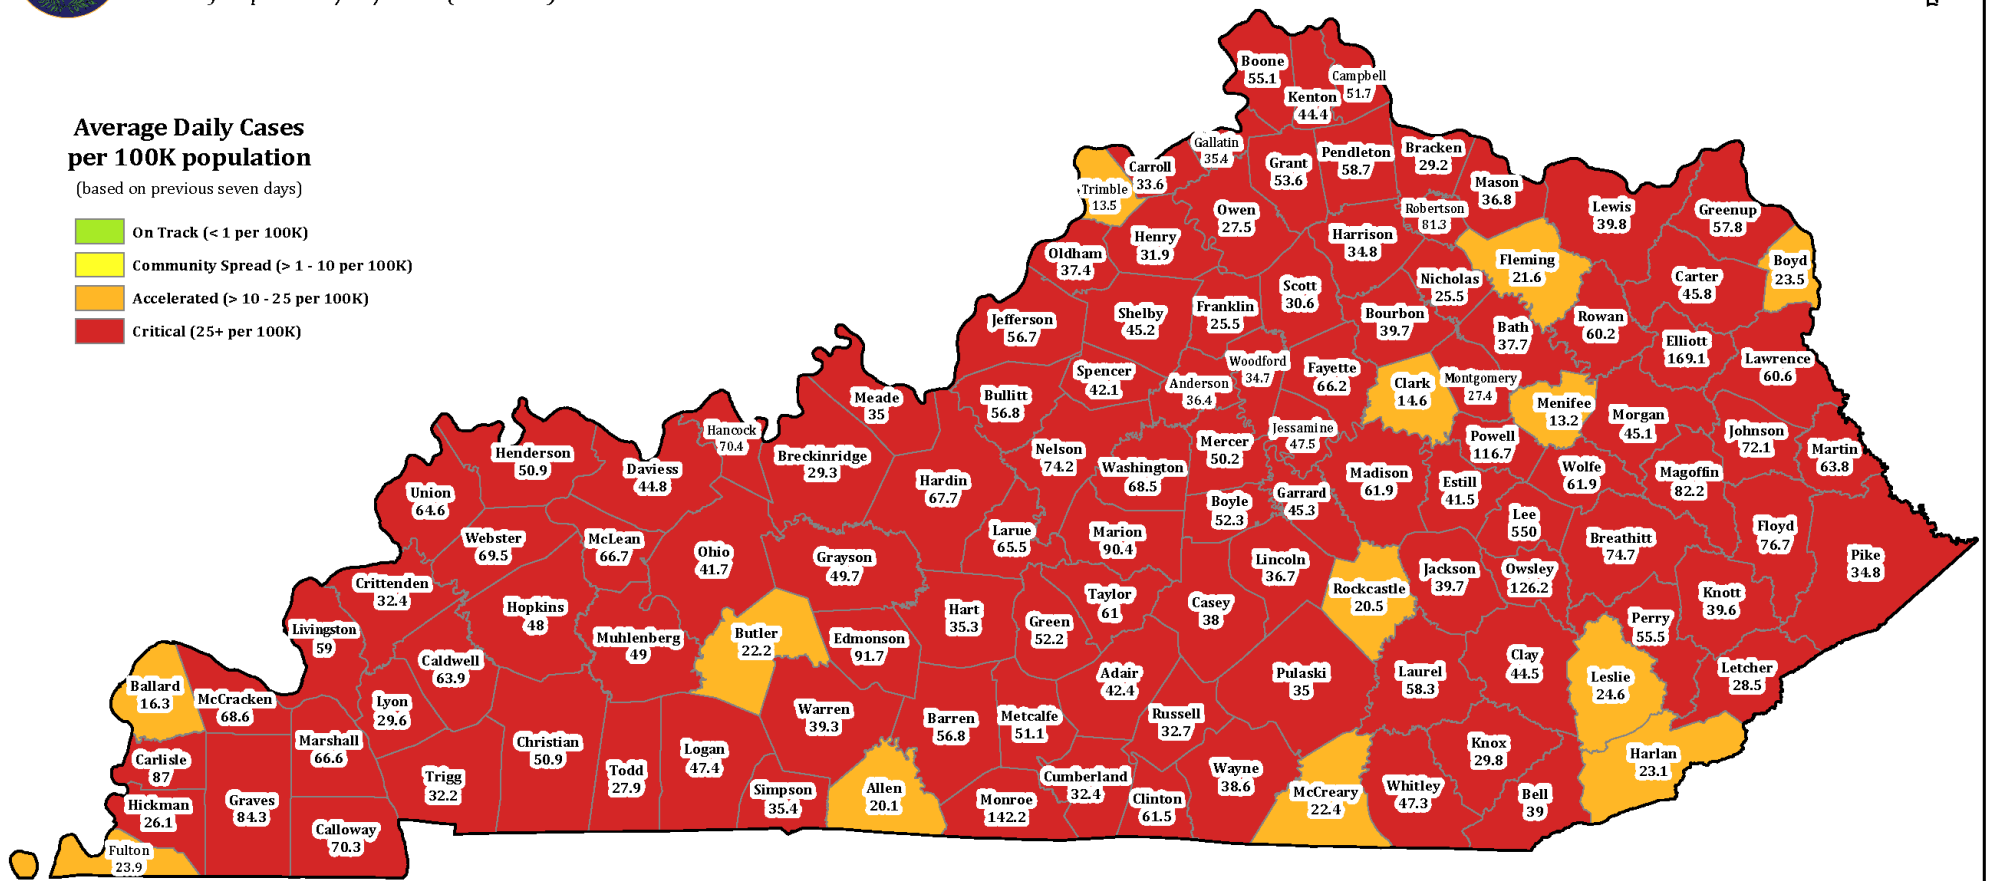 Average Daily Cases
per 100K population
(based on previous seven days)
On Track (< 1 per 100K)
Community Spread (> 1 - 10 per 100K)
Accelerated (> 10 - 25 per 100K)
Critical (25+ per 100K)
Boone
55.1
Campbell
51.7
Kenton
44.4
Gallatin
35.4
Carroll
33.6
Trimble
13.5
Grant
53.6
Pendleton
58.7
Bracken
29.2
Mason
36.8
Robertson
81.3
Lewis
39.8
Greenup
57.8
Boyd
23.5
Owen
27.5
Henry
31.9
Oldham
37.4
Harrison
34.8
Fleming
21.6
Carter
45.8
Nicholas
25.5
Scott
30.6
Franklin
25.5
Shelby
45.2
Jefferson
56.7
Bourbon
39.7
Bath
37.7
Rowan
60.2
Elliott
169.1
Lawrence
60.6
Woodford
34.7
Fayette
66.2
Spencer
42.1
Anderson
36.4
Clark
14.6
Montgomery
27.4
Menifee
13.2
Morgan
45.1
Johnson
72.1
Martin
63.8
Meade
35
Bullitt
56.8
Jessamine
47.5
Mercer
50.2
Nelson
74.2
Washington
68.5
Powell
116.7
Wolfe
61.9
Magoffin
82.2
Hancock
70.4
Breckinridge
29.3
Henderson
50.9
Daviess
44.8
Union
64.6
Hardin
67.7
Madison
61.9
Estill
41.5
Garrard
45.3
Boyle
52.3
Lee
550
Breathitt
74.7
Floyd
76.7
Pike
34.8
Webster
69.5
McLean
66.7
Ohio
41.7
Grayson
49.7
Larue
65.5
Marion
90.4
Lincoln
36.7
Rockcastle
20.5
Jackson
39.7
Owsley
126.2
Knott
39.6
Perry
55.5
Crittenden
32.4
Livingston
59
Hopkins
48
Muhlenberg
49
Butler
22.2
Edmonson
91.7
Hart
35.3
Green
52.2
Taylor
61
Casey
38
Caldwell
63.9
Lyon
29.6
Ballard
16.3
McCracken
68.6
Adair
42.4
Pulaski
35
Laurel
58.3
Clay
44.5
Leslie
24.6
Letcher
28.5
Marshall
66.6
Carlisle
87
Christian
50.9
Warren
39.3
Barren
56.8
Metcalfe
51.1
Russell
32.7
Knox
29.8
Harlan
23.1
Trigg
32.2
Todd
27.9
Logan
47.4
Simpson
35.4
Allen
20.1
Monroe
142.2
Cumberland
32.4
Clinton
61.5
Wayne
38.6
McCreary
22.4
Whitley
47.3
Bell
39
Hickman
26.1
Graves
84.3
Calloway
70.3
Fulton
23.9